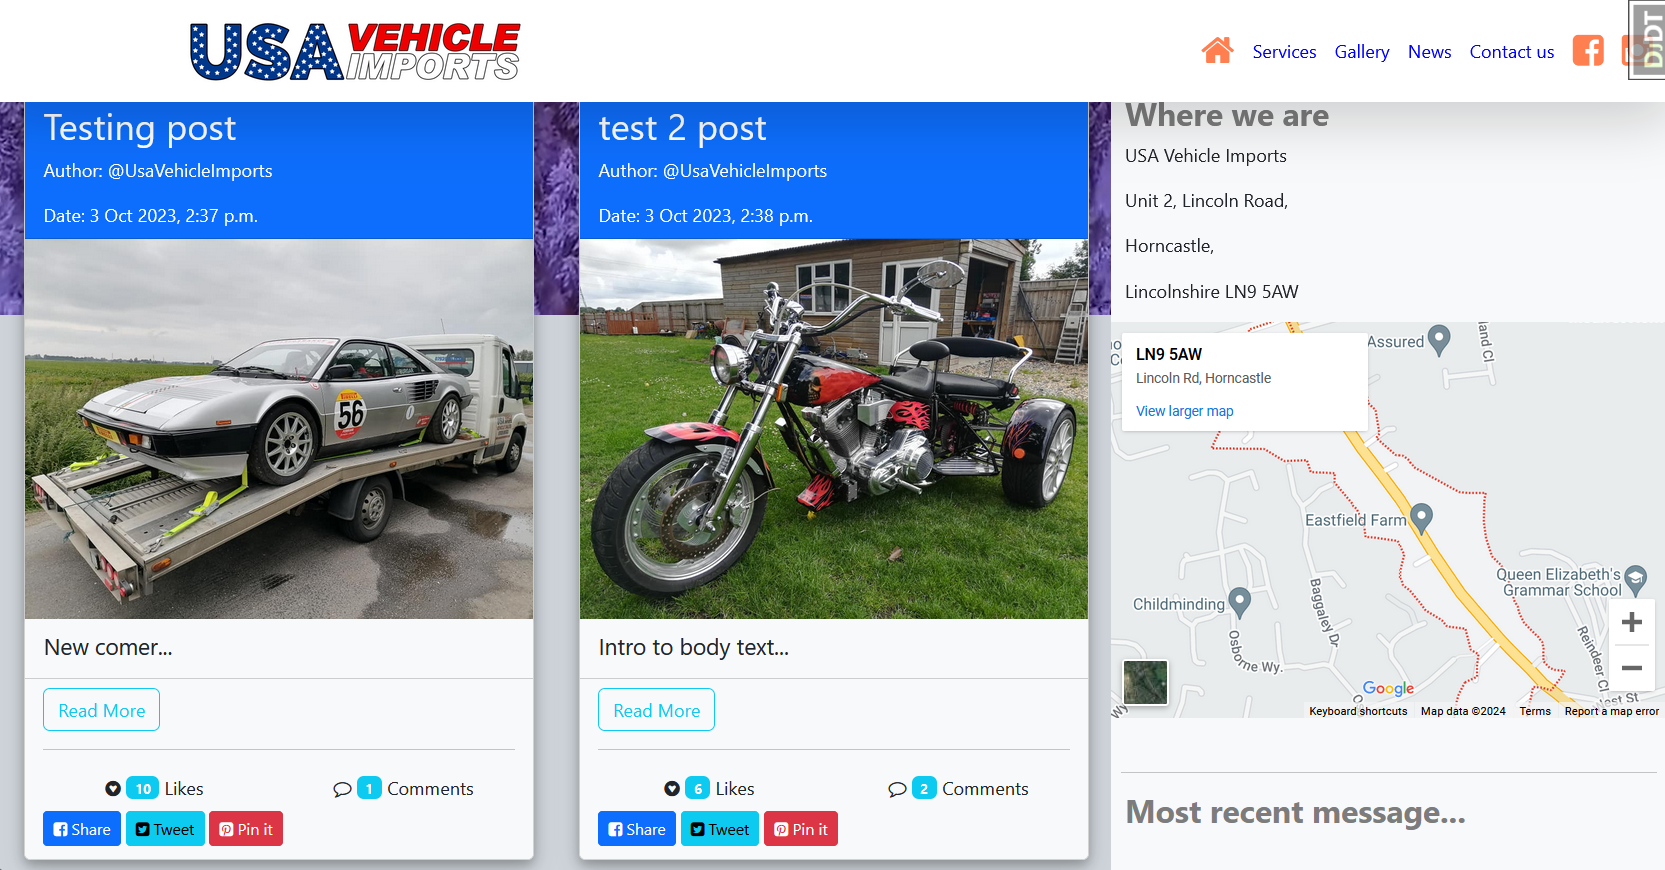 USA VEHICLE IMPORTS
Services Gallery News Contact us
DJDT
Testing post
Author: @UsaVehicleImports
Date: 3 Oct 2023, 2:37 p.m.
56
New comer...
Read More
10 Likes 1 Comments
Share Tweet Pin it
test 2 post
Author: @UsaVehicleImports
Date: 3 Oct 2023, 2:38 p.m.
Intro to body text...
Read More
6 Likes 2 Comments
Share Tweet Pin it
Where we are
USA Vehicle Imports
Unit 2, Lincoln Road,
Horncastle,
Lincolnshire LN9 5AW
LN9 5AW
Lincoln Rd, Horncastle
View larger map
Assured
Eastfield Farm
Queen Elizabeth's
Grammar School
Childminding
Baggaley Dr
Osborne Wy.
Reindeer Cl
Google
Keyboard shortcuts Map data ©2024 Terms Report a map error
Most recent message...